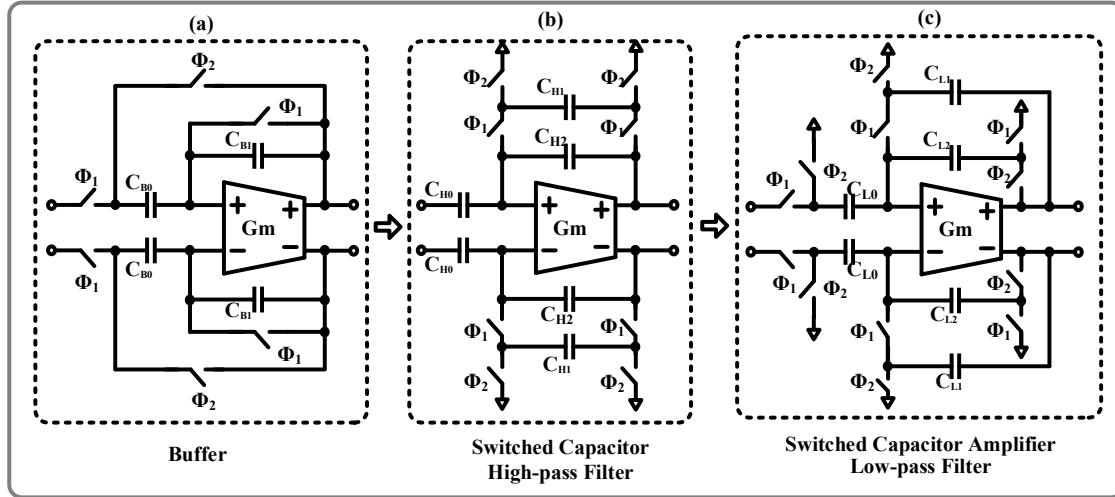 (a)
(b)
(c)
Φ2
Φ1
CB1
Φ1
CB0
+
+
Gm
−
−
CB0
Φ1
CB1
Φ1
Φ2
Buffer
Φ2
Φ2
CH1
Φ1
Φ1
CH2
CH0
+
+
Gm
−
−
CH0
CH2
Φ1
Φ1
CH1
Φ2
Φ2
Switched Capacitor
High-pass Filter
Φ2
CL1
Φ1
Φ1
CL2
Φ2
Φ2
Φ1
CL0
+
+
Gm
−
−
CL0
Φ1
Φ2
Φ2
CL2
Φ1
Φ1
Φ2
CL1
Switched Capacitor Amplifier
Low-pass Filter